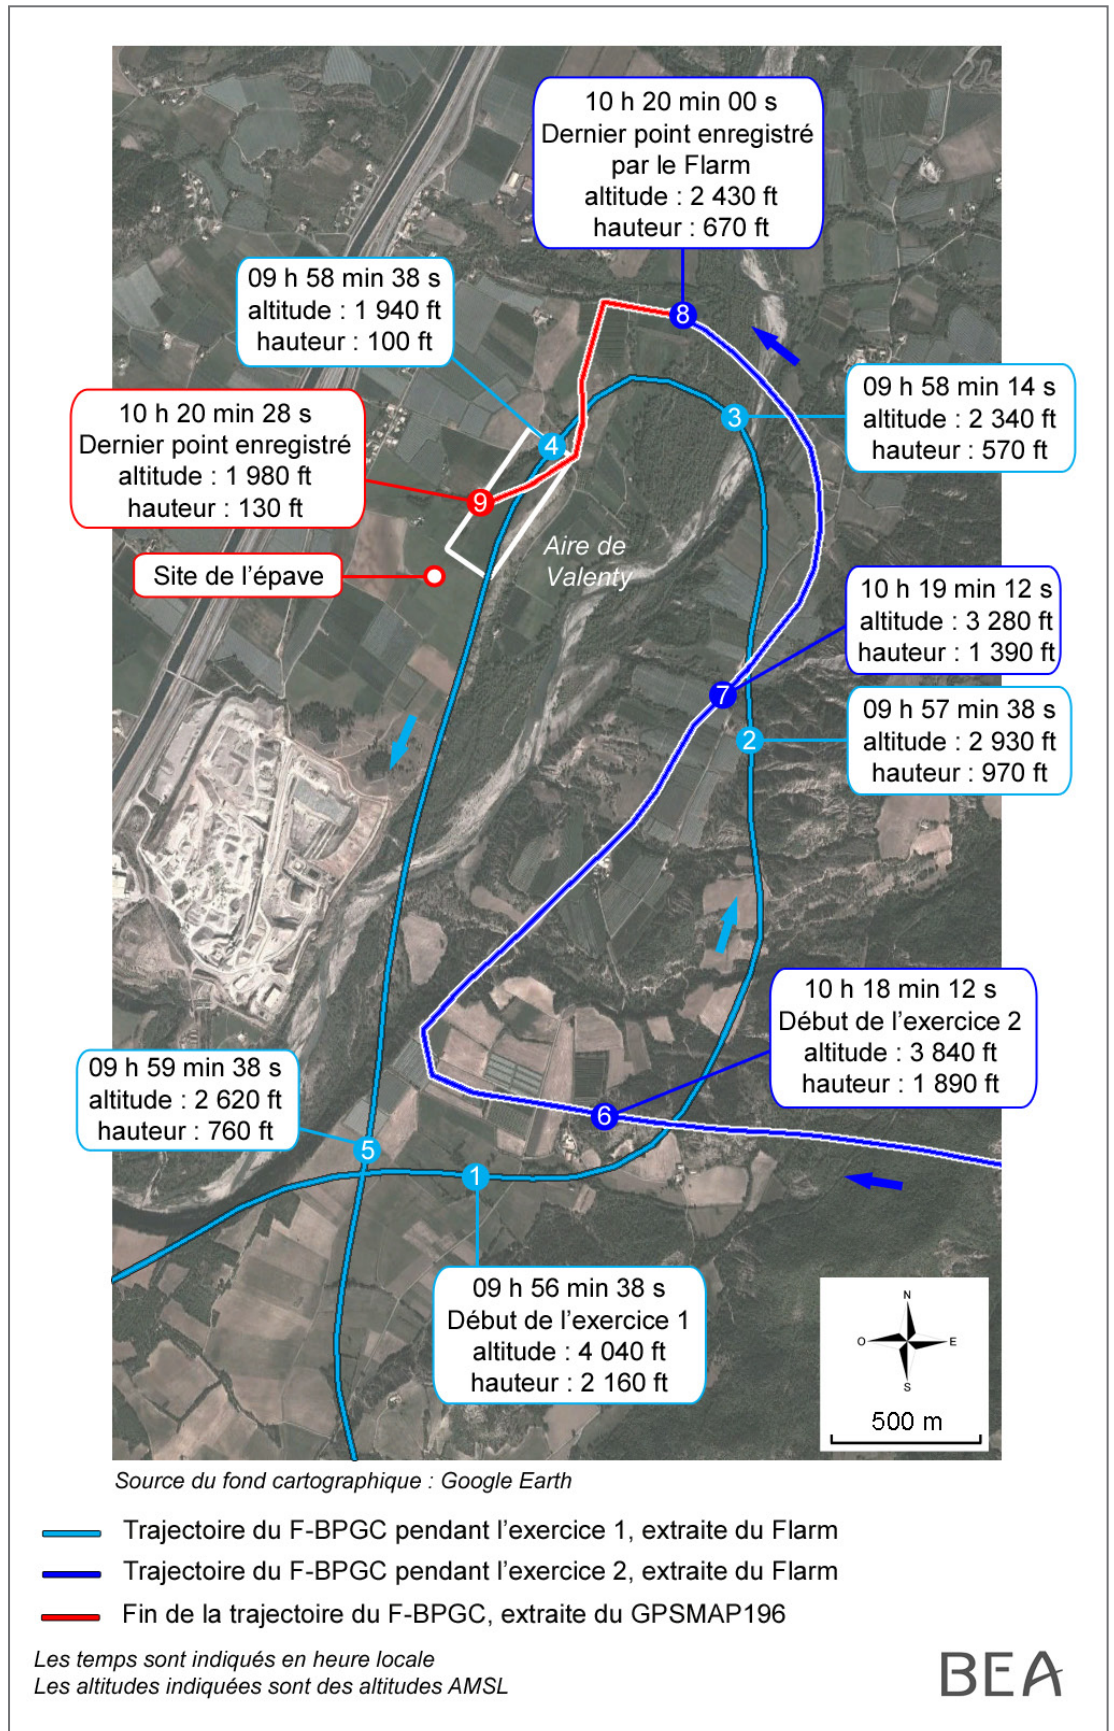 10 h 20 min 00 s
Dernier point enregistré
par le Flarm
altitude : 2 430 ft
hauteur : 670 ft
09 h 58 min 38 s
altitude : 1 940 ft
hauteur : 100 ft
8
09 h 58 min 14 s
altitude : 2 340 ft
hauteur : 570 ft
3
4
10 h 20 min 28 s
Dernier point enregistré
altitude : 1 980 ft
hauteur : 130 ft
9
Aire de
Valenty
Site de l'épave
10 h 19 min 12 s
altitude : 3 280 ft
hauteur : 1 390 ft
7
09 h 57 min 38 s
altitude : 2 930 ft
hauteur : 970 ft
2
10 h 18 min 12 s
Début de l'exercice 2
altitude : 3 840 ft
hauteur : 1 890 ft
6
09 h 59 min 38 s
altitude : 2 620 ft
hauteur : 760 ft
5
1
09 h 56 min 38 s
Début de l'exercice 1
altitude : 4 040 ft
hauteur : 2 160 ft
N
O
E
S
500 m
Source du fond cartographique : Google Earth
Trajectoire du F-BPGC pendant l'exercice 1, extraite du Flarm
Trajectoire du F-BPGC pendant l'exercice 2, extraite du Flarm
Fin de la trajectoire du F-BPGC, extraite du GPSMAP196
Les temps sont indiqués en heure locale
Les altitudes indiquées sont des altitudes AMSL
BEA